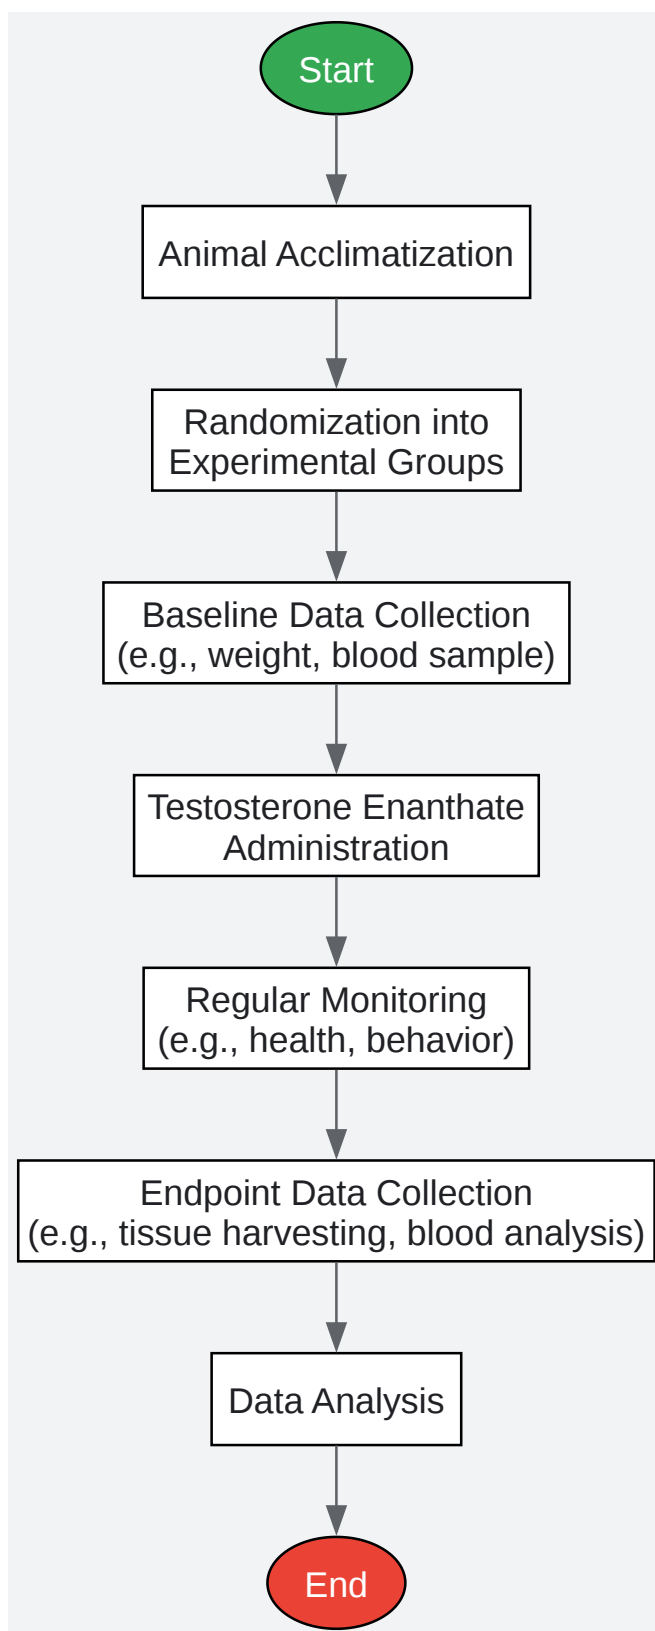 Start
Animal Acclimatization
Randomization into
Experimental Groups
Baseline Data Collection
(e.g., weight, blood sample)
Testosterone Enanthate
Administration
Regular Monitoring
(e.g., health, behavior)
Endpoint Data Collection
(e.g., tissue harvesting, blood analysis)
Data Analysis
End